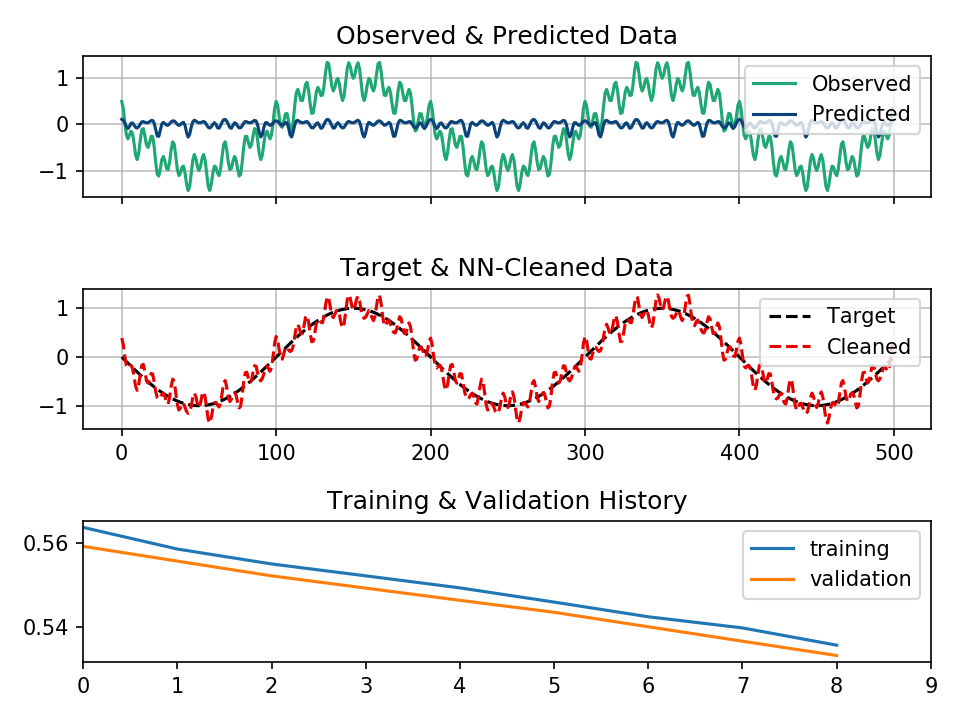 Observed & Predicted Data
1
0
−1
Observed
Predicted
Target & NN-Cleaned Data
1
0
−1
Target
Cleaned
0 100 200 300 400 500
Training & Validation History
0.56
0.54
training
validation
0 1 2 3 4 5 6 7 8 9